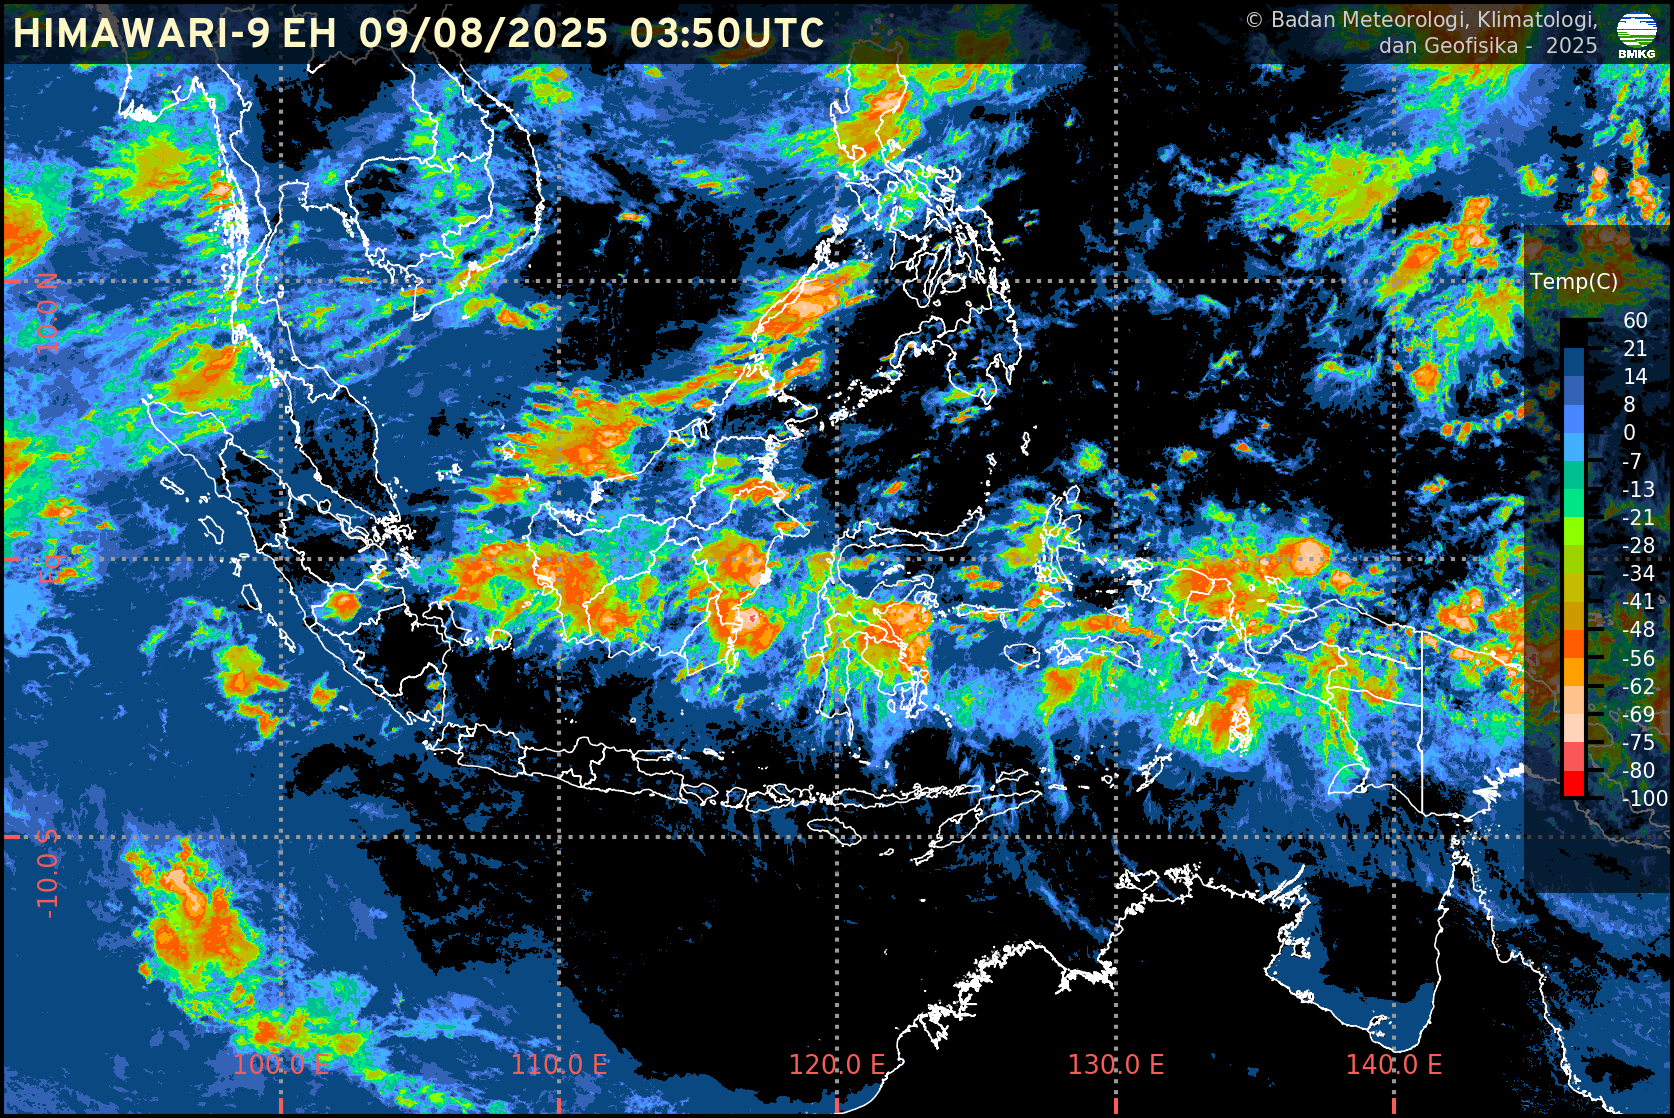 HIMAWARI-9 EH 09/08/2025 03:50UTC
© Badan Meteorologi, Klimatologi,
dan Geofisika - 2025
BMKG
Temp(C)
60
21
14
8
0
-7
-13
-21
-28
-34
-41
-48
-56
-62
-69
-75
-80
-100
10.0 N
Eq
-10.0 S
100.0 E
110.0 E
120.0 E
130.0 E
140.0 E